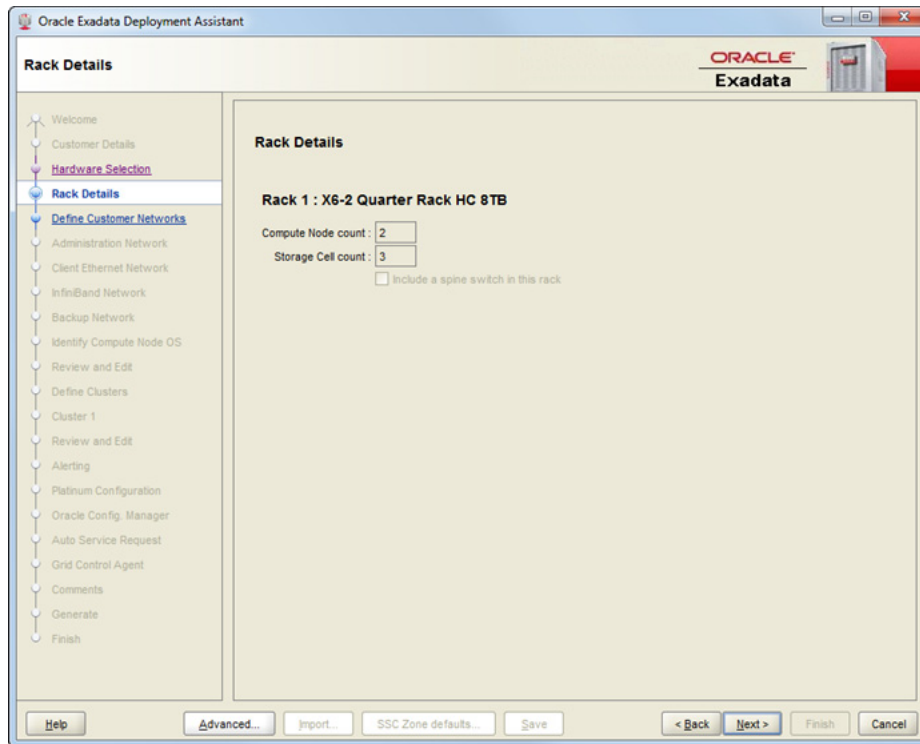 Oracle Exadata Deployment Assistant
Rack Details
ORACLE
Exadata
Welcome
Customer Details
Hardware Selection
Rack Details
Define Customer Networks
Administration Network
Client Ethernet Network
InfiniBand Network
Backup Network
Identify Compute Node OS
Review and Edit
Define Clusters
Cluster 1
Review and Edit
Alerting
Platinum Configuration
Oracle Config. Manager
Auto Service Request
Grid Control Agent
Comments
Generate
Finish
Rack Details
Rack 1 : X6-2 Quarter Rack HC 8TB
Compute Node count : 2
Storage Cell count : 3
Include a spine switch in this rack
Help Advanced... Import... SSC Zone defaults... Save < Back Next > Finish Cancel